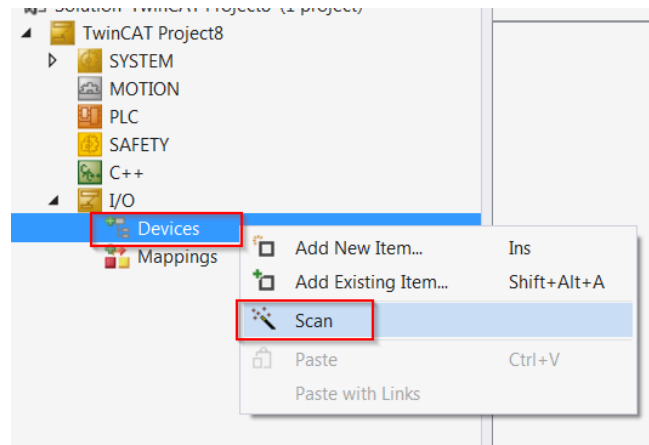 TwinCAT Project8
SYSTEM
MOTION
PLC
SAFETY
C++
I/O
Devices
Mappings
Add New Item... Ins
Add Existing Item... Shift+Alt+A
Scan
Paste Ctrl+V
Paste with Links